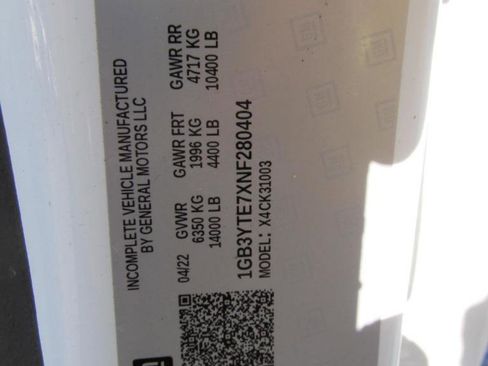 INCOMPLETE VEHICLE MANUFACTURED
BY GENERAL MOTORS LLC
04/22 GVWR GAWR FRT GAWR RR
6350 KG 1996 KG 4717 KG
14000 LB 4400 LB 10400 LB
1GB3YTE7XNF280404
MODEL: X4CK31003